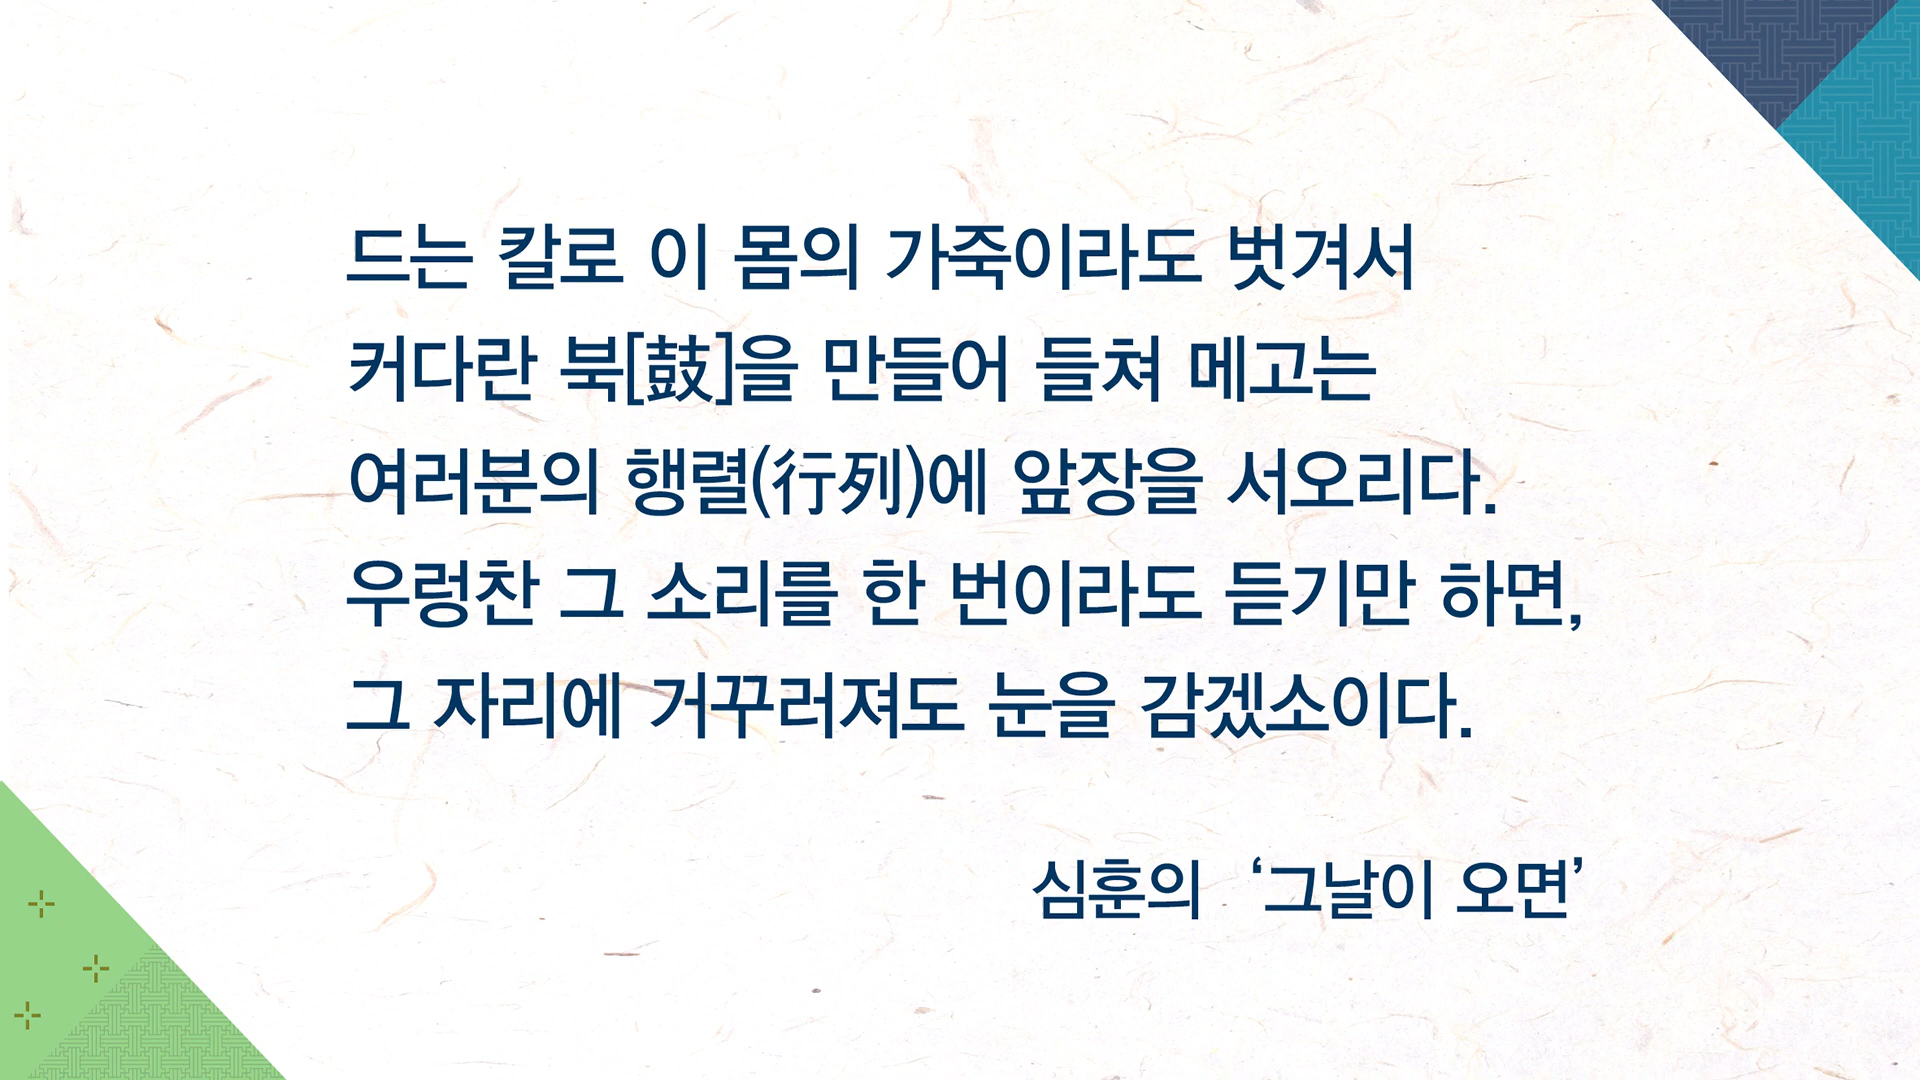 드는 칼로 이 몸의 가죽이라도 벗겨서
커다란 북[鼓]을 만들어 들쳐 메고는
여러분의 행렬(行列)에 앞장을 서오리다.
우렁찬 그 소리를 한 번이라도 듣기만 하면,
그 자리에 거꾸러져도 눈을 감겠소이다.
심훈의 ‘그날이 오면’